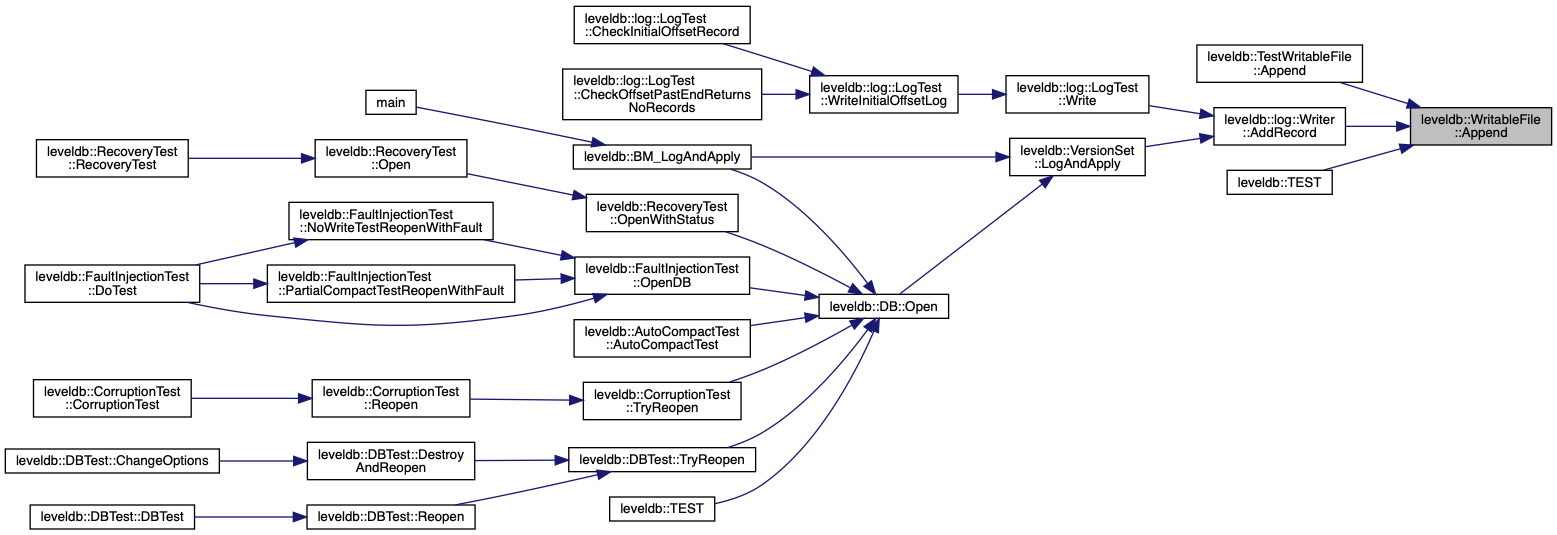 leveldb::log::LogTest
::CheckInitialOffsetRecord
leveldb::log::LogTest
::CheckOffsetPastEndReturns
NoRecords
leveldb::log::LogTest
::WriteInitialOffsetLog
leveldb::log::LogTest
::Write
leveldb::TestWritableFile
::Append
leveldb::WritableFile
::Append
leveldb::log::Writer
::AddRecord
leveldb::TEST
main
leveldb::BM_LogAndApply
leveldb::VersionSet
::LogAndApply
leveldb::RecoveryTest
::RecoveryTest
leveldb::RecoveryTest
::Open
leveldb::RecoveryTest
::OpenWithStatus
leveldb::FaultInjectionTest
::NoWriteTestReopenWithFault
leveldb::FaultInjectionTest
::DoTest
leveldb::FaultInjectionTest
::PartialCompactTestReopenWithFault
leveldb::FaultInjectionTest
::OpenDB
leveldb::DB::Open
leveldb::AutoCompactTest
::AutoCompactTest
leveldb::CorruptionTest
::CorruptionTest
leveldb::CorruptionTest
::Reopen
leveldb::CorruptionTest
::TryReopen
leveldb::DBTest::ChangeOptions
leveldb::DBTest::Destroy
AndReopen
leveldb::DBTest::TryReopen
leveldb::DBTest::DBTest
leveldb::DBTest::Reopen
leveldb::TEST